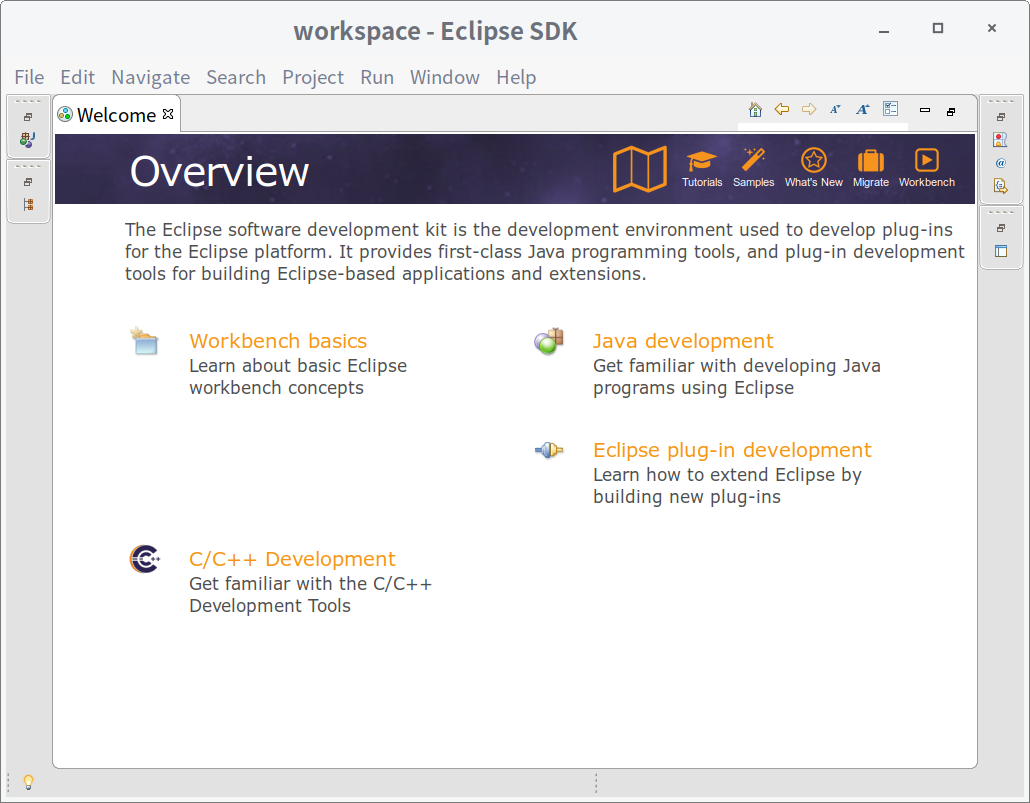 workspace - Eclipse SDK
File Edit Navigate Search Project Run Window Help
Welcome
Overview
Tutorials Samples What's New Migrate Workbench
The Eclipse software development kit is the development environment used to develop plug-ins
for the Eclipse platform. It provides first-class Java programming tools, and plug-in development
tools for building Eclipse-based applications and extensions.
Workbench basics
Learn about basic Eclipse
workbench concepts
Java development
Get familiar with developing Java
programs using Eclipse
Eclipse plug-in development
Learn how to extend Eclipse by
building new plug-ins
C/C++ Development
Get familiar with the C/C++
Development Tools